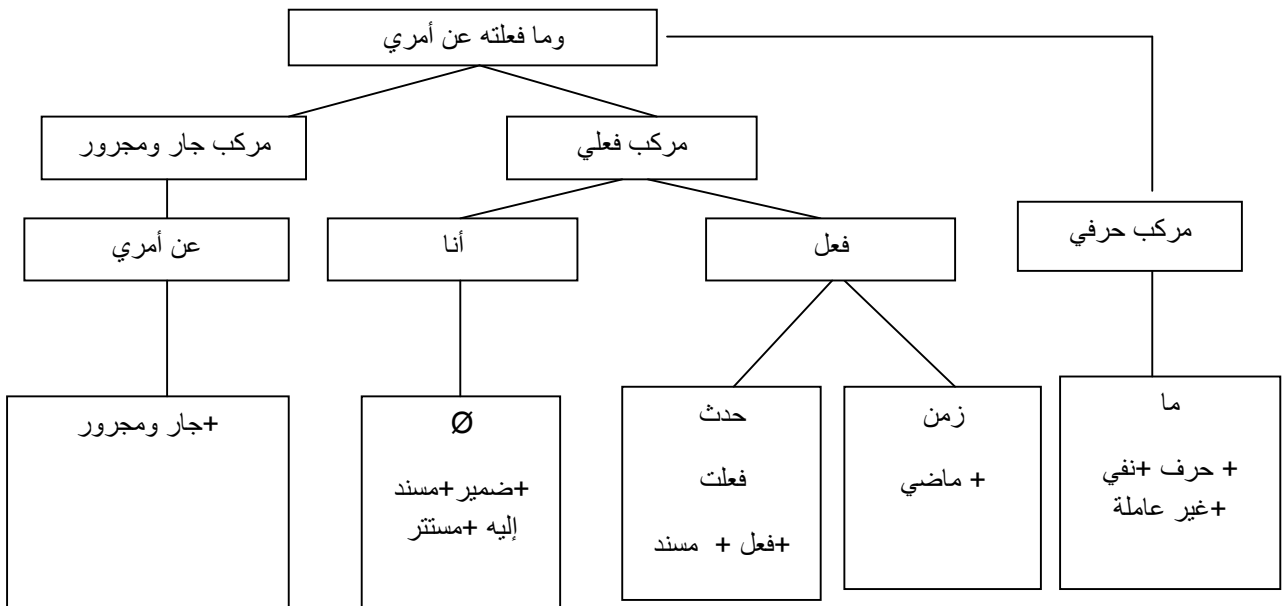 وما فعلته عن أمري
مركب فعلي
مركب جار ومجرور
مركب حرفي
فعل
أنا
عن أمري
ما
+ حرف +نفي
+غير عاملة
زمن
+ ماضي
حدث
فعلت
+فعل + مسند
Ø
+ضمير +مسند
إليه +مستتر
+جار ومجرور